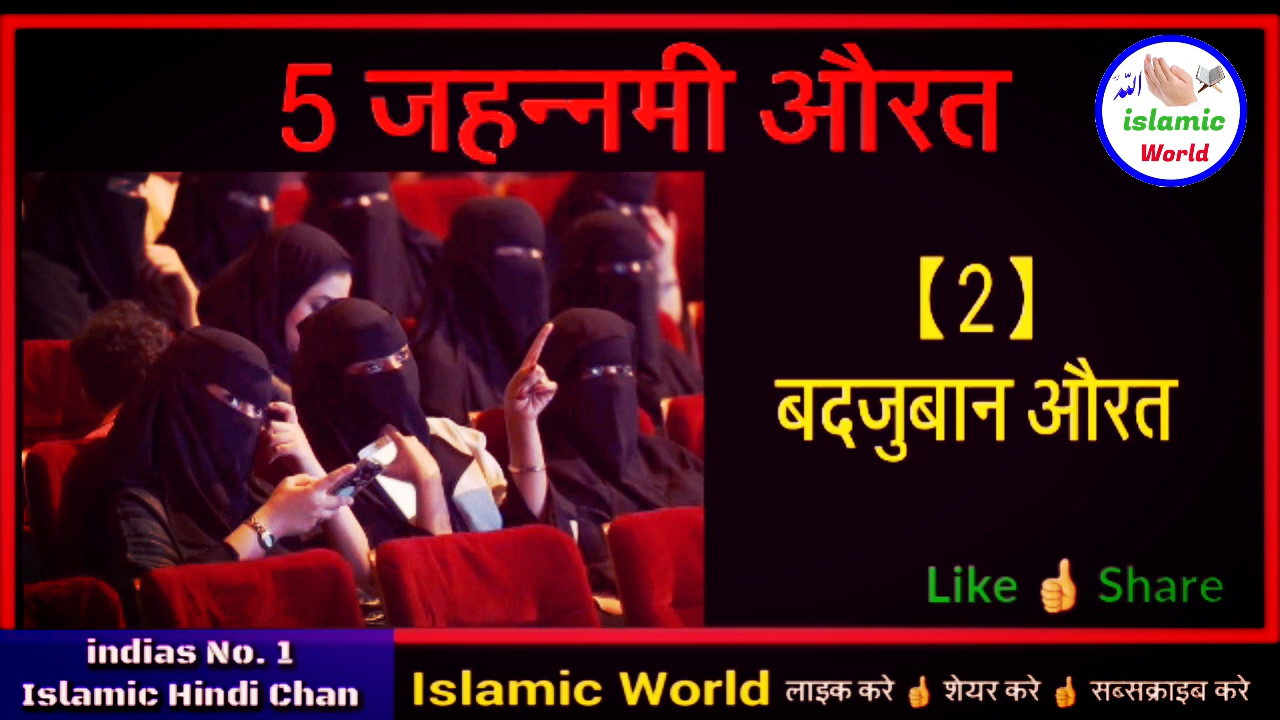 5 जहन्नमी औरत
الله
islamic
World
【2】
बदजुबान औरत
Like 👍 Share
indias No. 1
Islamic Hindi Chan
Islamic World लाइक करे 👍 शेयर करे 👍 सब्सक्राइब करे